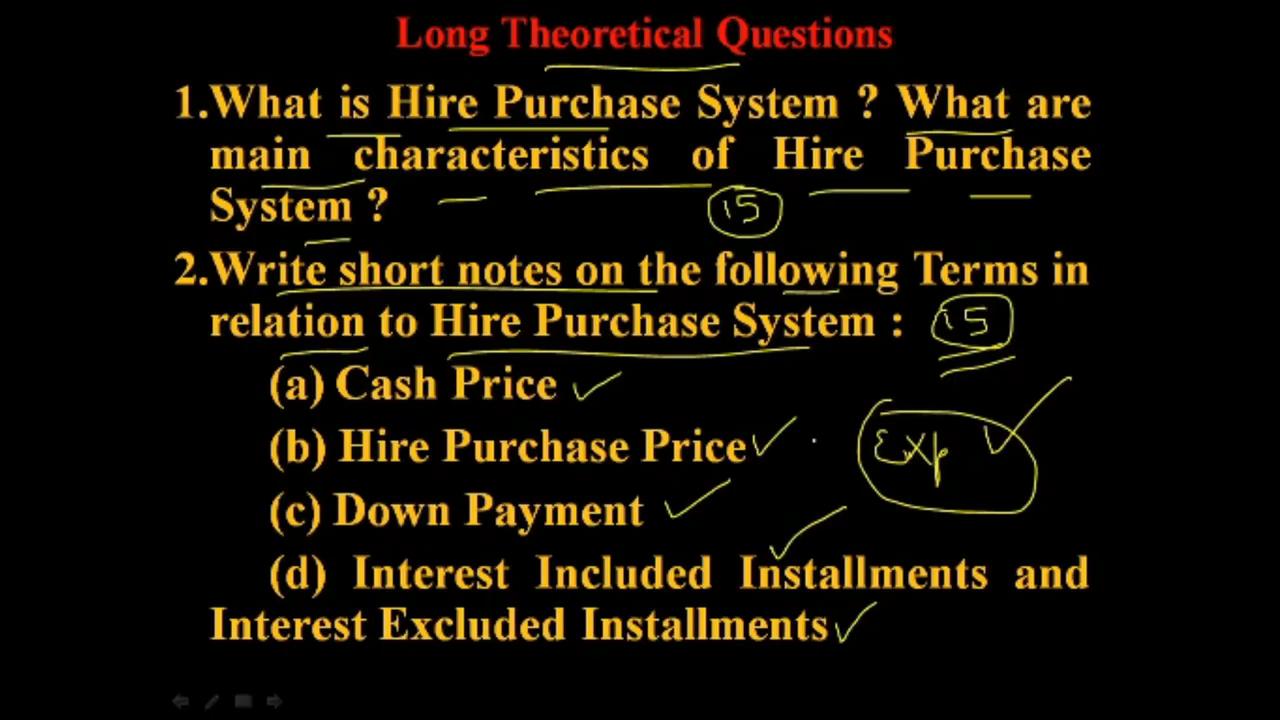 Long Theoretical Questions
1.What is Hire Purchase System ? What are
main characteristics of Hire Purchase
System ?
15
2.Write short notes on the following Terms in
relation to Hire Purchase System :
15
(a) Cash Price
(b) Hire Purchase Price
Exp
(c) Down Payment
(d) Interest Included Installments and
Interest Excluded Installments